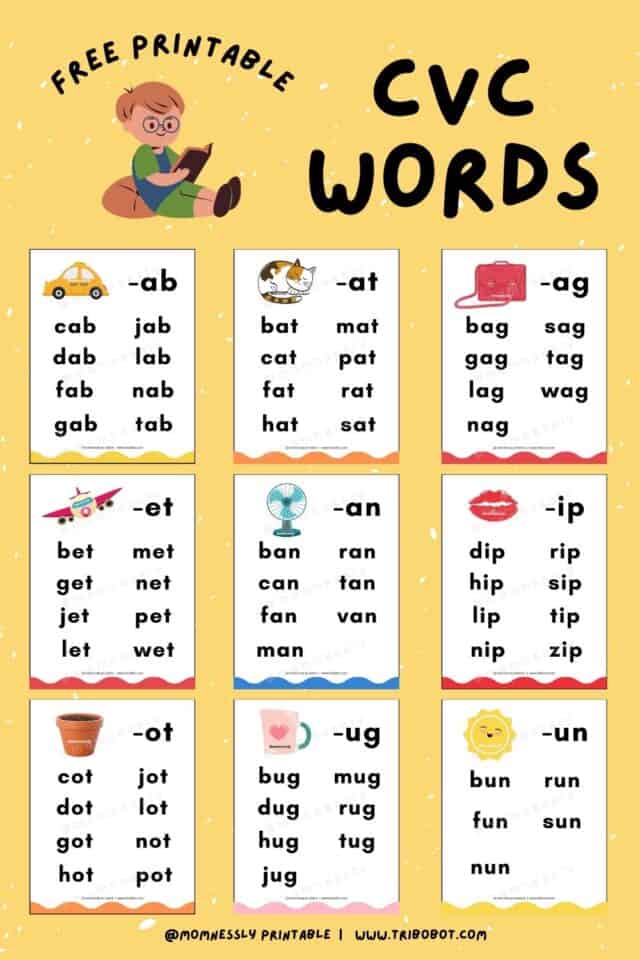 FREE PRINTABLE
CVC
WORDS
-ab
cab jab
dab lab
fab nab
gab tab
-at
bat mat
cat pat
fat rat
hat sat
-ag
bag sag
gag tag
lag wag
nag
-et
bet met
get net
jet pet
let wet
-an
ban ran
can tan
fan van
man
-ip
dip rip
hip sip
lip tip
nip zip
-ot
cot jot
dot lot
got not
hot pot
-ug
bug mug
dug rug
hug tug
jug
-un
bun run
fun sun
nun
@MOMNESSLY PRINTABLE | WWW.TRIBOBOT.COM